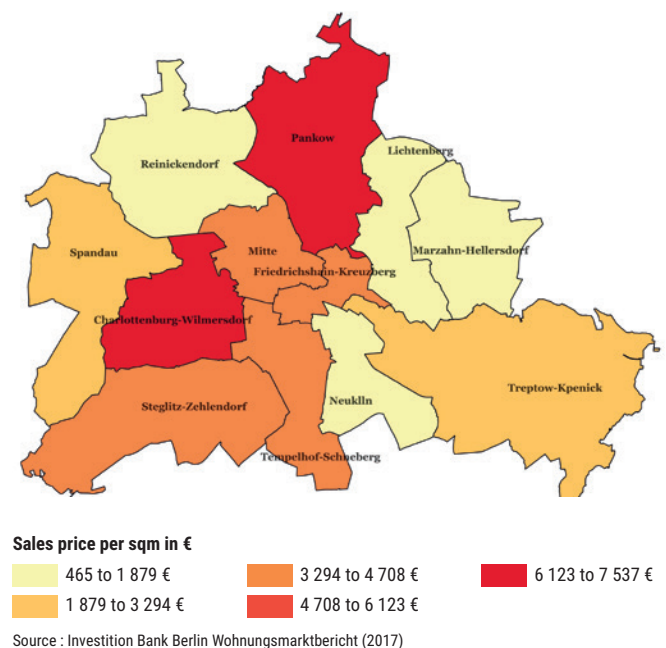 Pankow
Lichtenberg
Reinickendorf
Spandau
Mitte
Marzahn-Hellersdorf
Friedrichshain-Kreuzberg
Charlottenburg-Wilmersdorf
Treptow-Kpenick
Neuklln
Steglitz-Zehlendorf
Tempelhof-Schneberg
Sales price per sqm in €
465 to 1 879 €
3 294 to 4 708 €
6 123 to 7 537 €
1 879 to 3 294 €
4 708 to 6 123 €
Source : Investition Bank Berlin Wohnungsmarktbericht (2017)